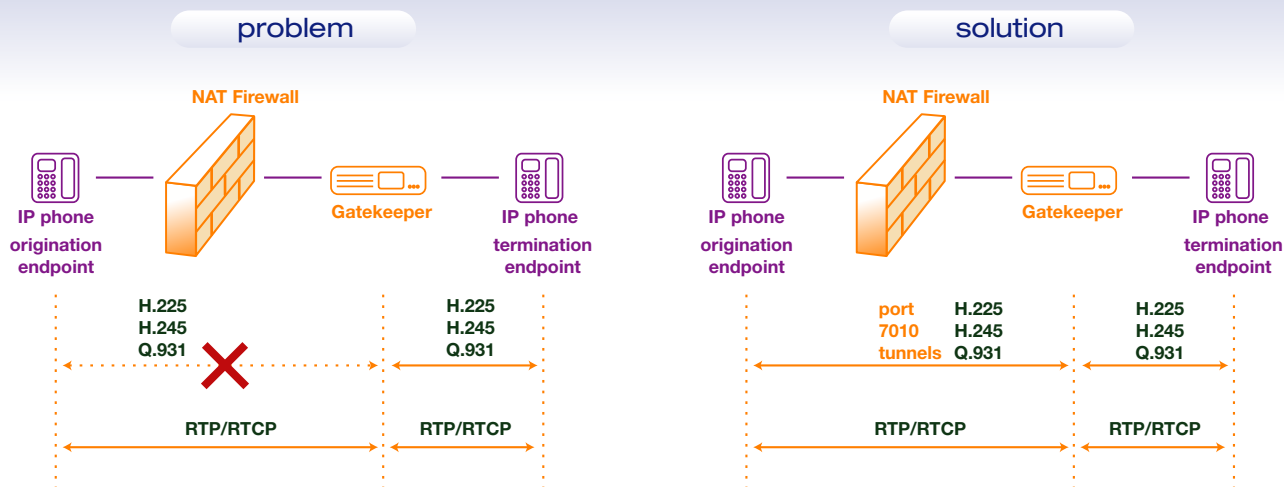 problem
NAT Firewall
IP phone
origination
endpoint
Gatekeeper
IP phone
termination
endpoint
H.225
H.245
Q.931
H.225
H.245
Q.931
RTP/RTCP
RTP/RTCP
solution
NAT Firewall
IP phone
origination
endpoint
Gatekeeper
IP phone
termination
endpoint
port
7010
tunnels
H.225
H.245
Q.931
H.225
H.245
Q.931
RTP/RTCP
RTP/RTCP